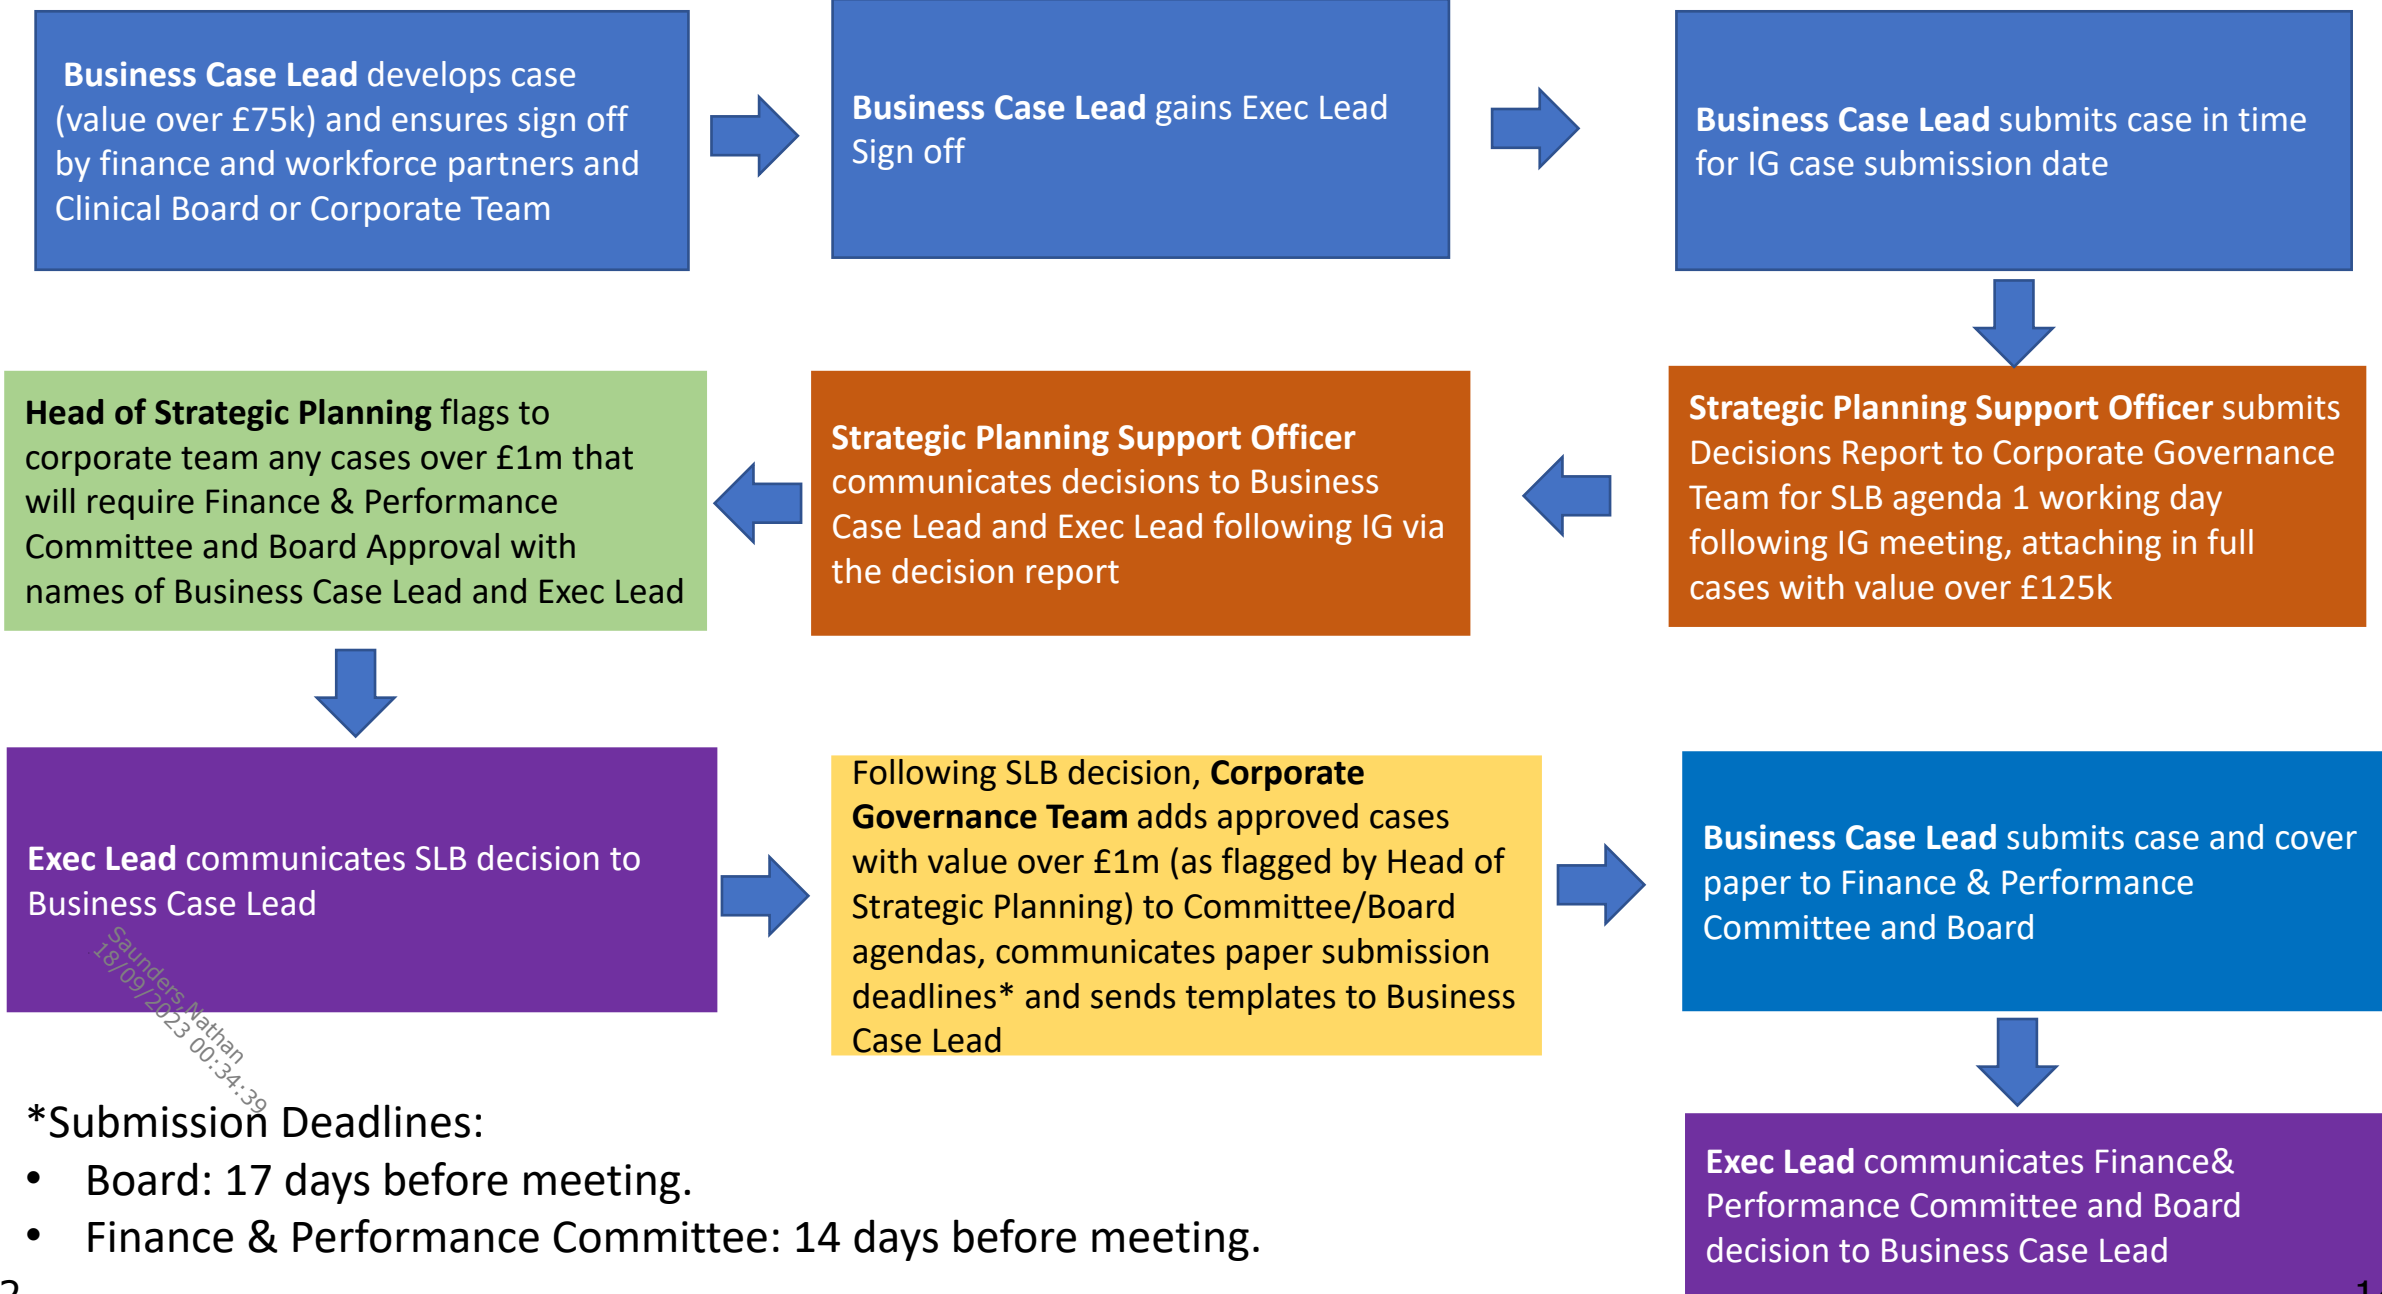 Business Case Lead develops case
(value over £75k) and ensures sign off
by finance and workforce partners and
Clinical Board or Corporate Team
Business Case Lead gains Exec Lead
Sign off
Business Case Lead submits case in time
for IG case submission date
Strategic Planning Support Officer submits
Decisions Report to Corporate Governance
Team for SLB agenda 1 working day
following IG meeting, attaching in full
cases with value over £125k
Strategic Planning Support Officer
communicates decisions to Business
Case Lead and Exec Lead following IG via
the decision report
Head of Strategic Planning flags to
corporate team any cases over £1m that
will require Finance & Performance
Committee and Board Approval with
names of Business Case Lead and Exec Lead
Exec Lead communicates SLB decision to
Business Case Lead
Following SLB decision, Corporate
Governance Team adds approved cases
with value over £1m (as flagged by Head of
Strategic Planning) to Committee/Board
agendas, communicates paper submission
deadlines* and sends templates to Business
Case Lead
Business Case Lead submits case and cover
paper to Finance & Performance
Committee and Board
Exec Lead communicates Finance&
Performance Committee and Board
decision to Business Case Lead
Saunders,Nathan
18/09/2023 00:34:39
*Submission Deadlines:
• Board: 17 days before meeting.
• Finance & Performance Committee: 14 days before meeting.